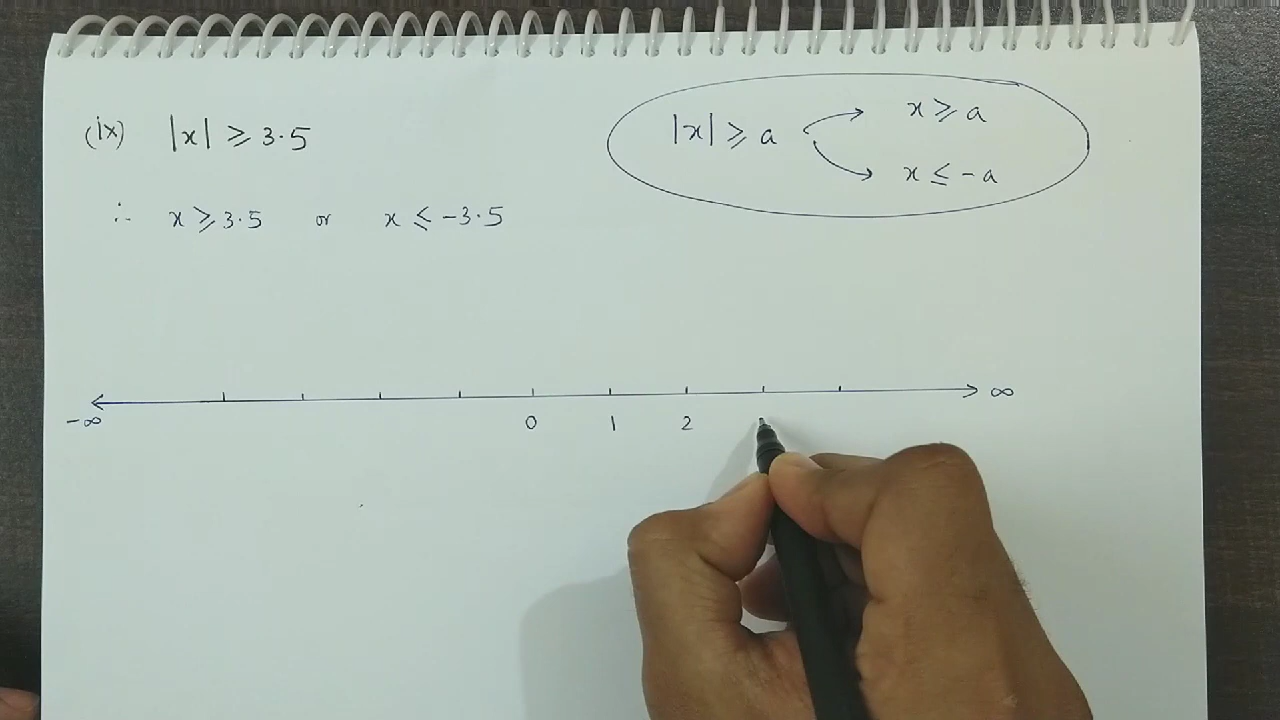 (ix) |x| ⩾ 3.5
|x| ⩾ a
x ⩾ a
x ≤ -a
∴ x ⩾ 3.5 or x ≤ -3.5
-∞ 0 1 2 ∞